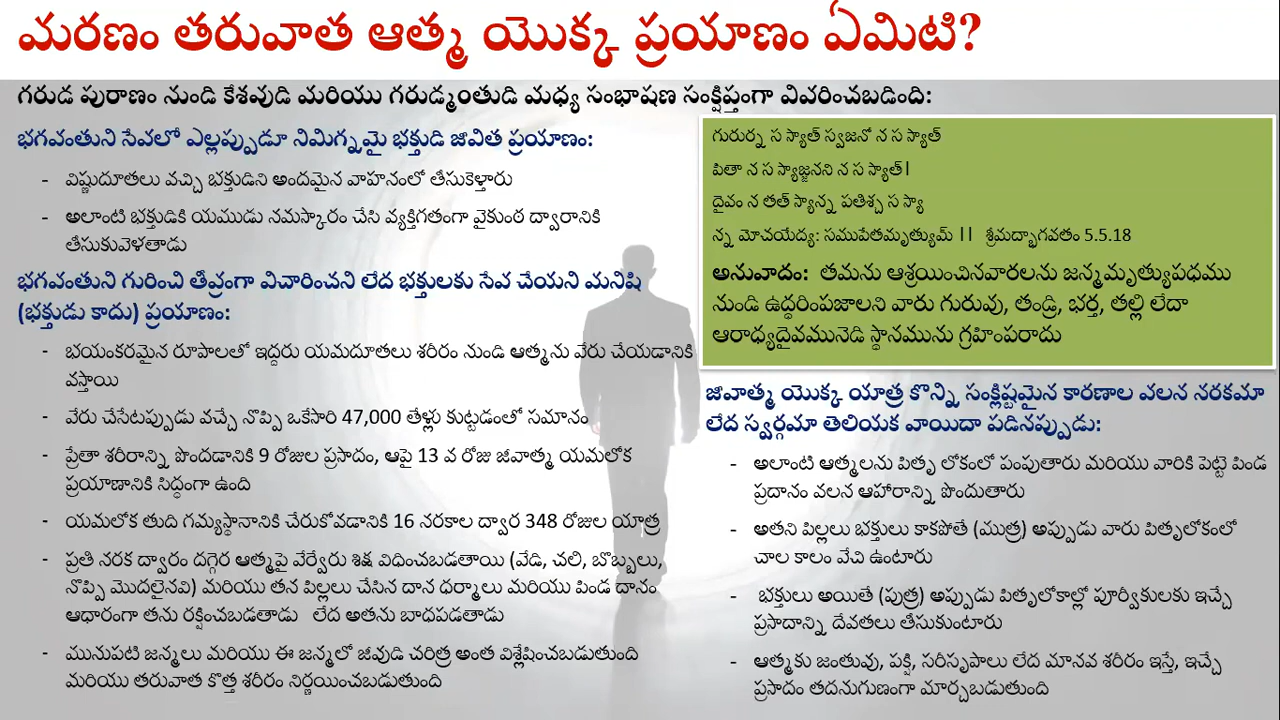 మరణం తరువాత ఆత్మ యొక్క ప్రయాణం ఏమిటి?
గరుడ పురాణం నుండి కేశవుడి మరియు గరుడ్మంతుడి మధ్య సంభాషణ సంక్షిప్తంగా వివరించబడింది:
భగవంతుని సేవలో ఎల్లప్పుడూ నిమిగ్నమై భక్తుడి జీవిత ప్రయాణం:
- విష్ణుదూతలు వచ్చు భక్తుడిని అందమైన వాహనంలో తీసుకెళ్తారు
- అలాంటి భక్తుడికి యముడు నమస్కారం చేసి వ్యక్తిగతంగా వైకుంఠ ద్వారానికి
తీసుకువెళతాడు
భగవంతుని గురించి తీవ్రంగా విచారించని లేద భక్తులకు సేవ చేయని మనిషి
(భక్తుడు కాదు) ప్రయాణం:
- భయంకరమైన రూపాలతో ఇద్దరు యమదూతలు శరీరం నుండి ఆత్మను వేరు చేయడానికి
వస్తాయి
- వేరు చేసేటప్పుడు వచ్చే నొప్పి ఒకేసారి 47,000 తేళ్లు కుట్టడంతో సమానం
- ప్రేతా శరీరాన్ని పొందడానికి 9 రోజుల ప్రసాదం, ఆపై 13 వ రోజు జీవాత్మ యమలోక
ప్రయాణానికి సిద్ధంగా ఉంది
- యమలోక తుది గమ్యస్థానానికి చేరుకోవడానికి 16 నరకాల ద్వార 348 రోజుల యాత్ర
- ప్రతి నరక ద్వారం దగ్గెర ఆత్మపై వేర్వేరు శిక్ష విధించబడతాయి (వేడి, చలి, బొబ్బలు,
నొప్పి మొదలైనవి) మరియు తన పిల్లలు చేసిన దాన ధర్మాలు మరియు పిండ దానం
ఆధారంగా తను రక్షించబడతాడు లేద అతను బాధపడతాడు
- మునుపటి జన్మలు మరియు ఈ జన్మలో జీవుడి చరిత్ర అంత విశ్లేషించబడుతుంది
మరియు తరువాత కొత్త శరీరం నిర్ణయించబడుతుంది
గురుర్న స స్యాత్ స్వజనో న స స్యాత్
పితా న స స్యాజ్జనని న స స్యాత్।
దైవం న తత్ స్యాన్న పతిశ్చ స స్యా
న్న మోచయేద్య: సముపేతమృత్యుమ్ ।। శ్రీమద్భాగవతం 5.5.18
అనువాదం: తమను ఆశ్రయించినవారలను జన్మమృత్యుపథము
నుండి ఉద్ధరింపజాలని వారు గురువు, తండ్రి, భర్త, తల్లి లేదా
ఆరాధ్యదైవమునెడి స్థానమును గ్రహింపరాదు
జీవాత్మ యొక్క యాత్ర కొన్ని సంక్లిష్టమైన కారణాల వలన నరకమా
లేద స్వర్గమా తెలియక వాయిదా పడినప్పుడు:
- అలాంటి ఆత్మలను పితృ లోకంలో పంపుతారు మరియు వారికి పెట్టె పిండ
ప్రదానం వలన ఆహారాన్ని పొందుతారు
- అతని పిల్లలు భక్తులు కాకపోతే (ముత్ర) అప్పుడు వారు పితృలోకంలో
చాల కాలం వేచి ఉంటారు
- భక్తులు అయితే (పుత్ర) అప్పుడు పితృలోకాల్లో పూర్వీకులకు ఇచ్చే
ప్రసాదాన్ని దేవతలు తీసుకుంటారు
- ఆత్మకు జంతువు, పక్షి, సరీసృపాలు లేద మానవ శరీరం ఇస్తే, ఇచ్చే
ప్రసాదం తదనుగుణంగా మార్చబడుతుంది